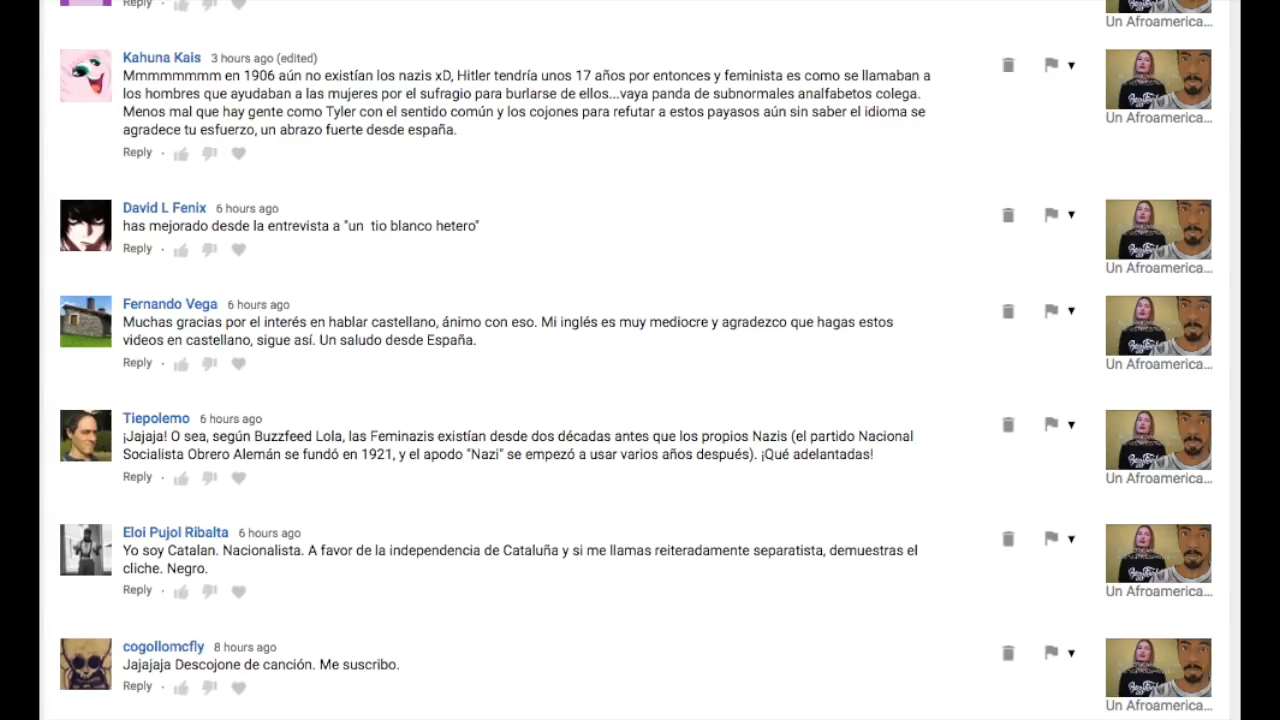 Reply ·
Un Afroamerica...
Kahuna Kais 3 hours ago (edited)
Mmmmmmmm en 1906 aún no existían los nazis xD, Hitler tendría unos 17 años por entonces y feminista es como se llamaban a
los hombres que ayudaban a las mujeres por el sufragio para burlarse de ellos...vaya panda de subnormales analfabetos colega.
Menos mal que hay gente como Tyler con el sentido común y los cojones para refutar a estos payasos aún sin saber el idioma se
agradece tu esfuerzo, un abrazo fuerte desde españa.
Reply ·
Un Afroamerica...
David L Fenix 6 hours ago
has mejorado desde la entrevista a "un tio blanco hetero"
Reply ·
Un Afroamerica...
Fernando Vega 6 hours ago
Muchas gracias por el interés en hablar castellano, ánimo con eso. Mi inglés es muy mediocre y agradezco que hagas estos
videos en castellano, sigue así. Un saludo desde España.
Reply ·
Un Afroamerica...
Tiepolemo 6 hours ago
¡Jajaja! O sea, según Buzzfeed Lola, las Feminazis existían desde dos décadas antes que los propios Nazis (el partido Nacional
Socialista Obrero Alemán se fundó en 1921, y el apodo "Nazi" se empezó a usar varios años después). ¡Qué adelantadas!
Reply ·
Un Afroamerica...
Eloi Pujol Ribalta 6 hours ago
Yo soy Catalan. Nacionalista. A favor de la independencia de Cataluña y si me llamas reiteradamente separatista, demuestras el
cliche. Negro.
Reply ·
Un Afroamerica...
cogollomcfly 8 hours ago
Jajajaja Descojone de canción. Me suscribo.
Reply ·
Un Afroamerica...